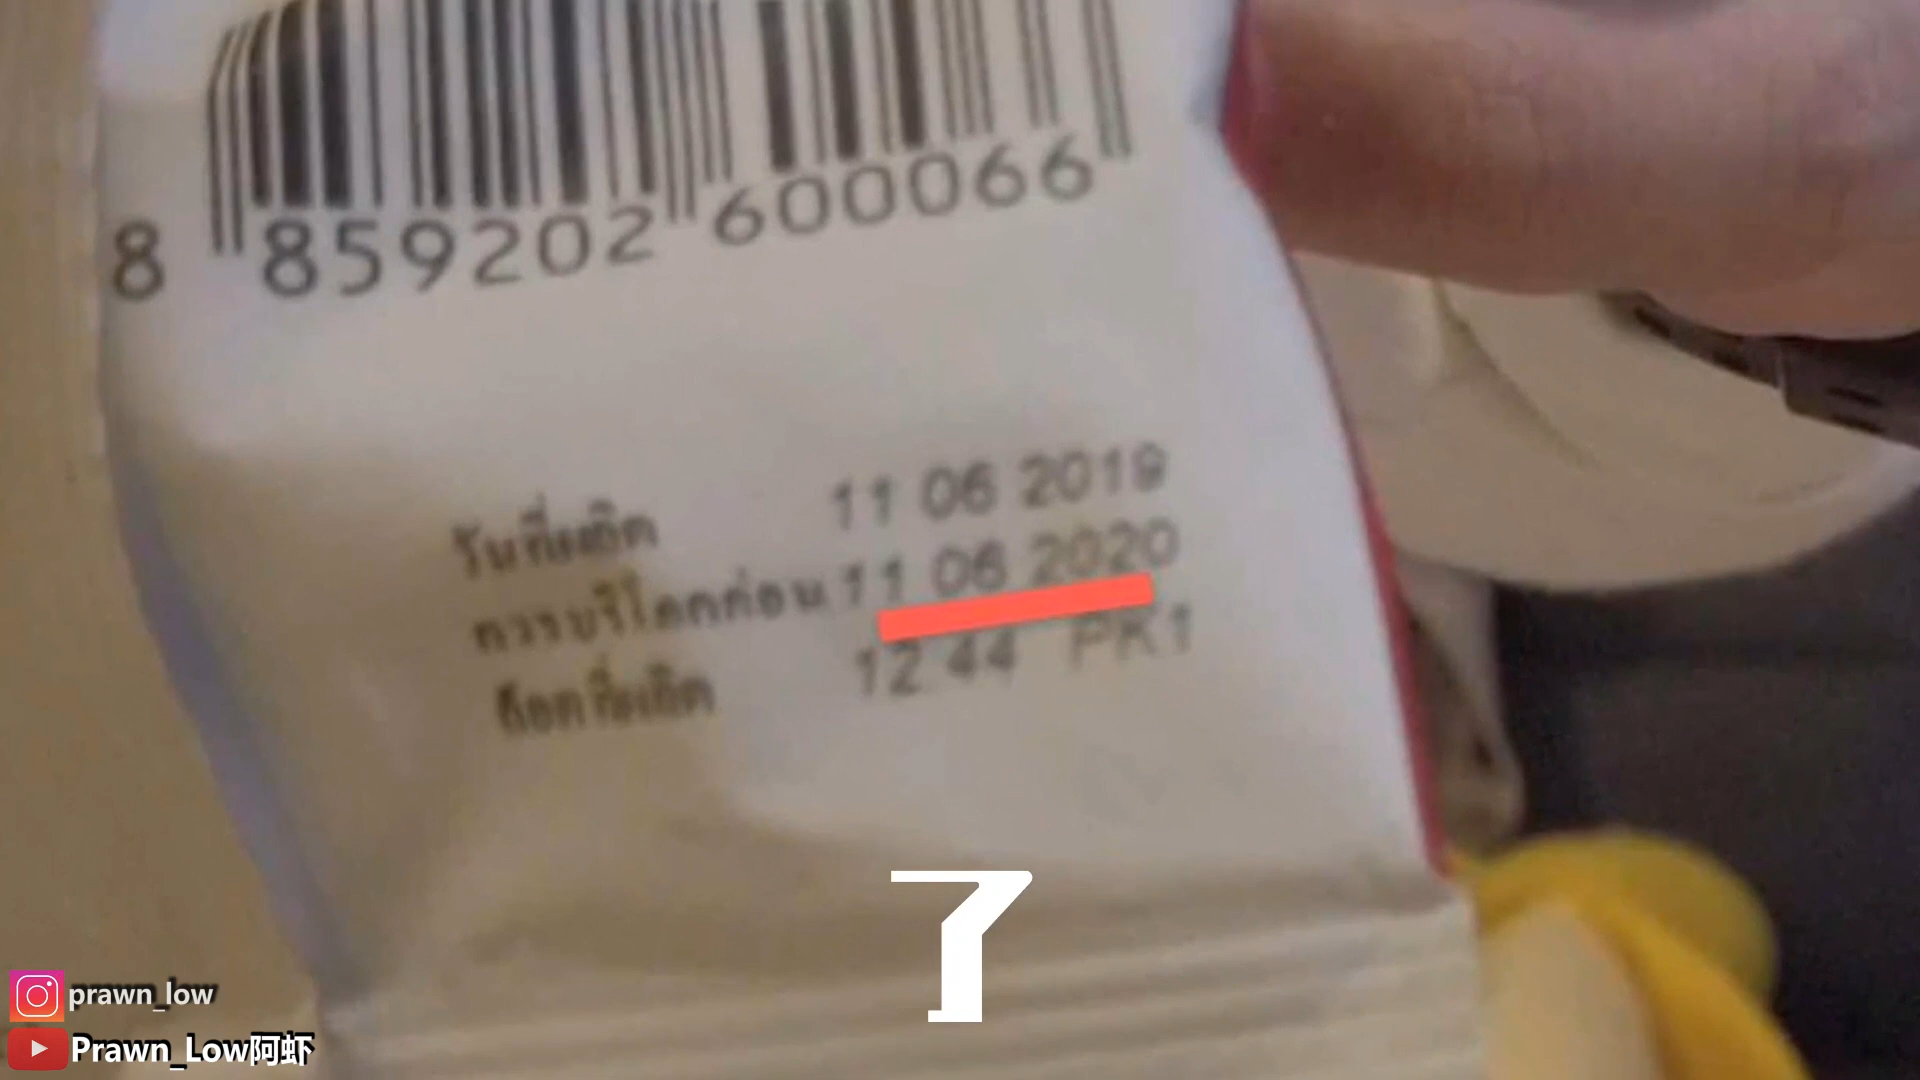 8 859202 600066
วันที่ผลิต 11 06 2019
ควรบริโภคก่อน 11 06 2020
ล็อตที่ผลิต 12 44 PK1
7
prawn_low
Prawn_Low阿虾